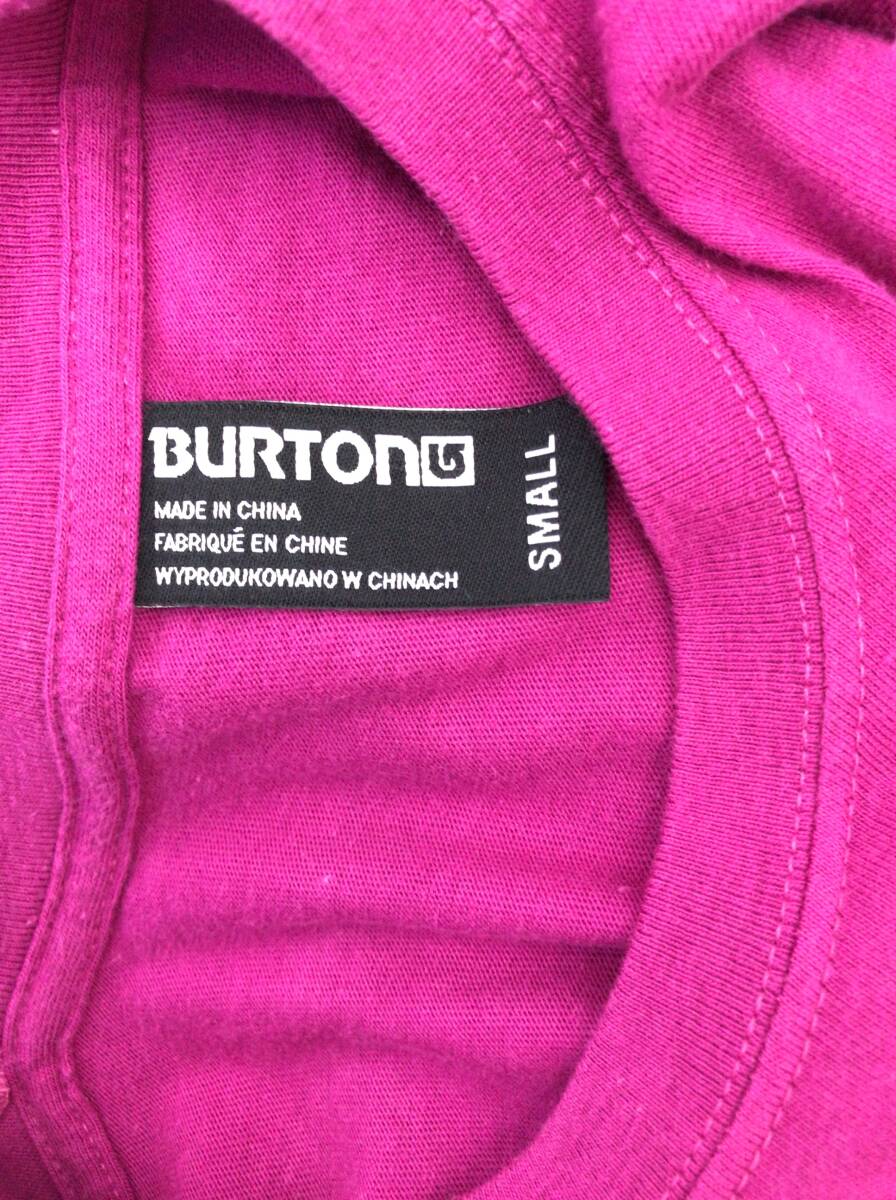 BURTON
MADE IN CHINA
FABRIQUÉ EN CHINE
WYPRODUKOWANO W CHINACH
SMALL